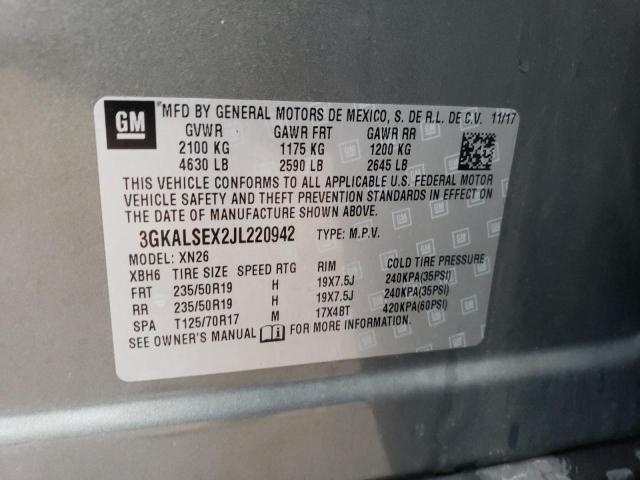 GM
MFD BY GENERAL MOTORS DE MEXICO, S. DE R.L. DE C.V. 11/17
GVWR GAWR FRT GAWR RR
2100 KG 1175 KG 1200 KG
4630 LB 2590 LB 2645 LB
THIS VEHICLE CONFORMS TO ALL APPLICABLE U.S. FEDERAL MOTOR
VEHICLE SAFETY AND THEFT PREVENTION STANDARDS IN EFFECT ON
THE DATE OF MANUFACTURE SHOWN ABOVE.
3GKALSEX2JL220942 TYPE: M.P.V.
MODEL: XN26
XBH6 TIRE SIZE SPEED RTG RIM COLD TIRE PRESSURE
FRT 235/50R19 H 19X7.5J 240KPA(35PSI)
RR 235/50R19 H 19X7.5J 240KPA(35PSI)
SPA T125/70R17 M 17X4BT 420KPA(60PSI)
SEE OWNER'S MANUAL FOR MORE INFORMATION